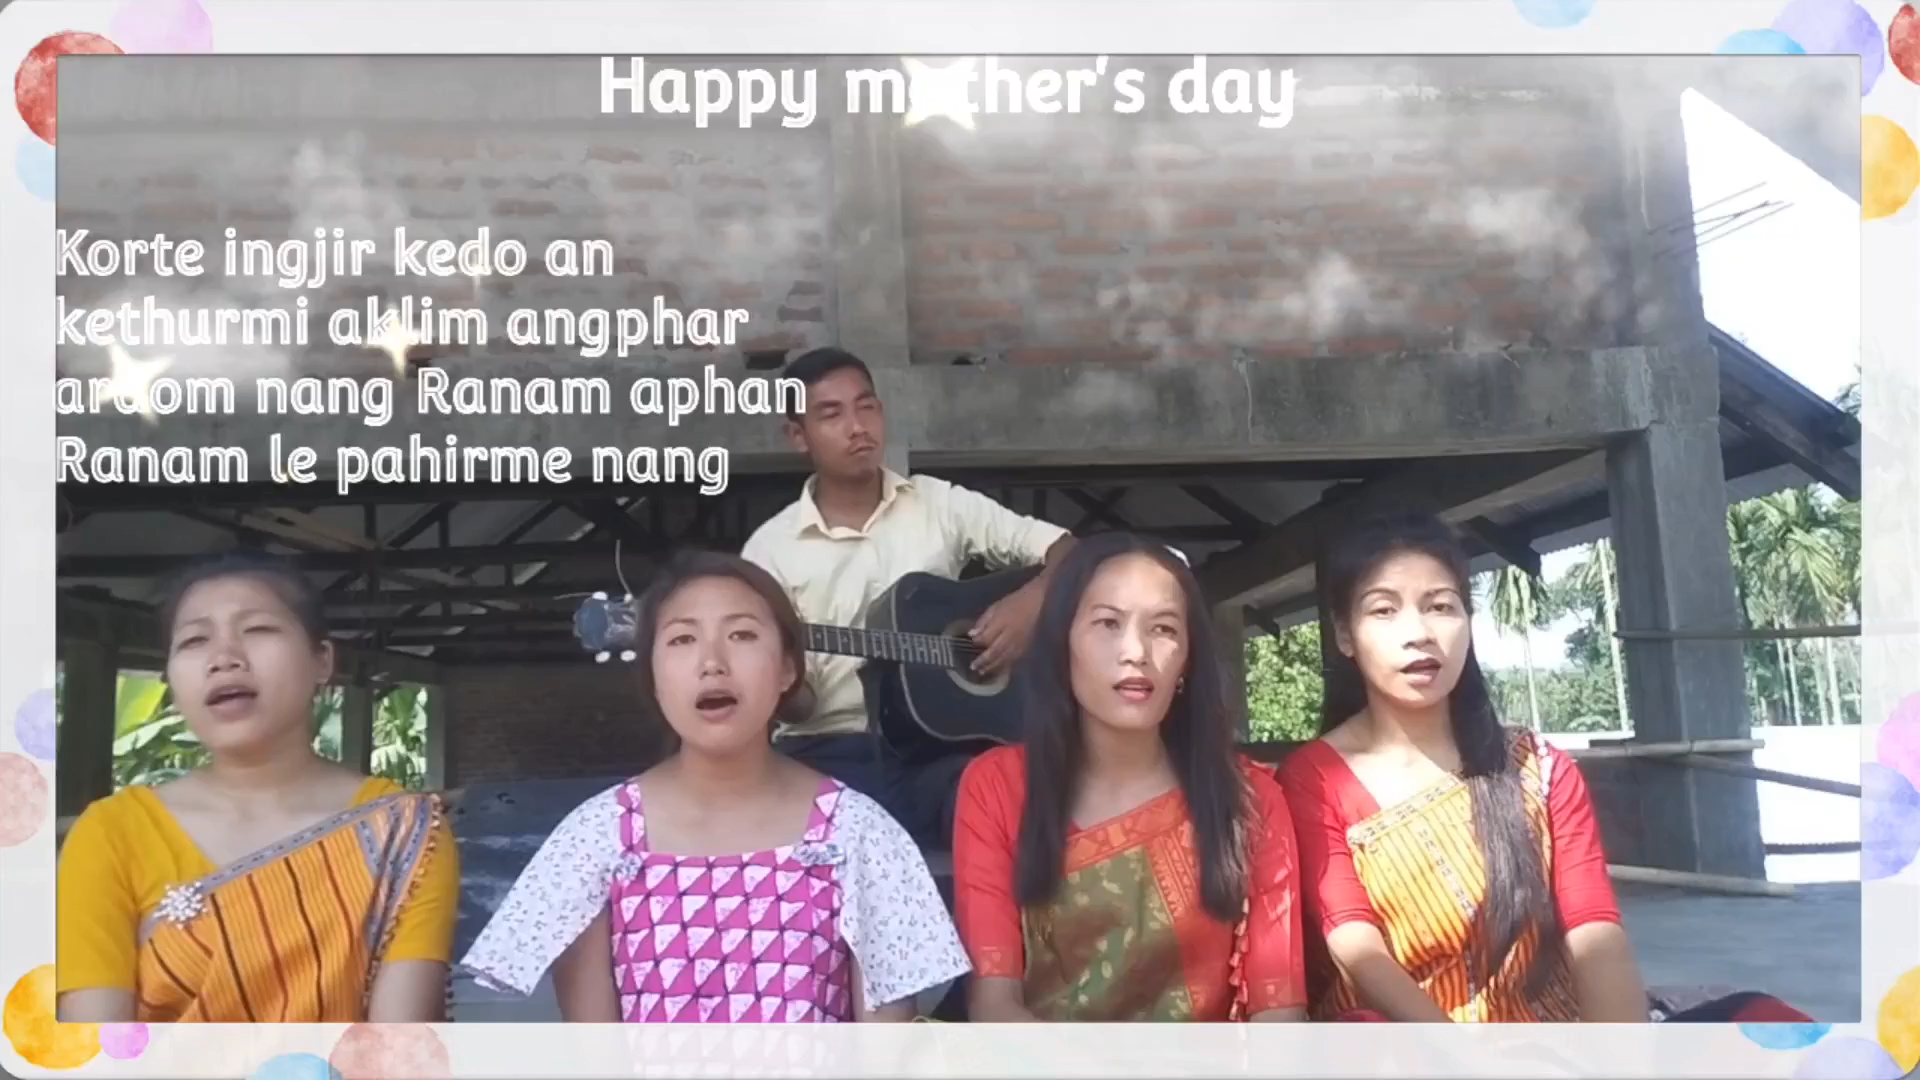 Happy mother's day
Korte ingjir kedo an
kethurmi aklim angphar
nang Ranam aphan
Ranam le pahirme nang